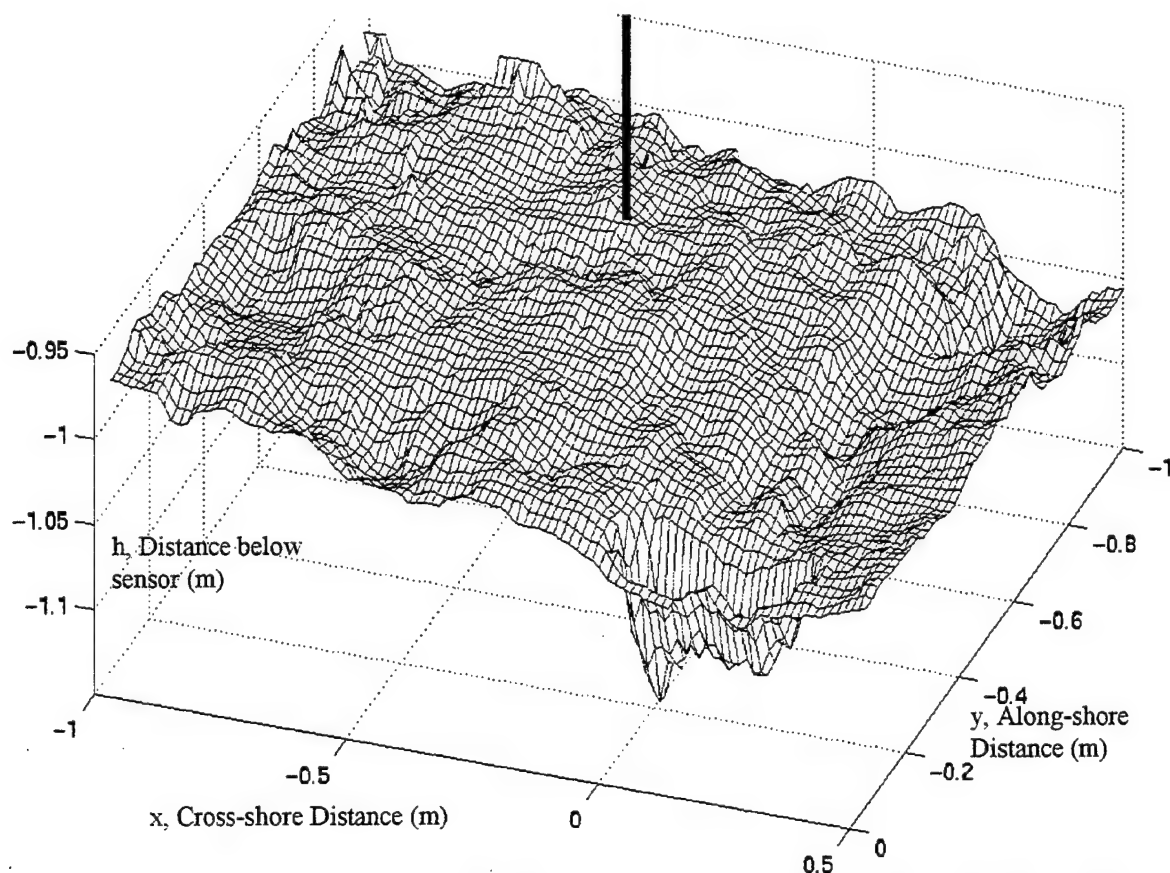 -0.95
-1
-1.05
h, Distance below
sensor (m)
-1.1
-1
-0.5
x, Cross-shore Distance (m)
0
0.5
0
-0.2
y, Along-shore
Distance (m)
-0.4
-0.6
-0.8
-1